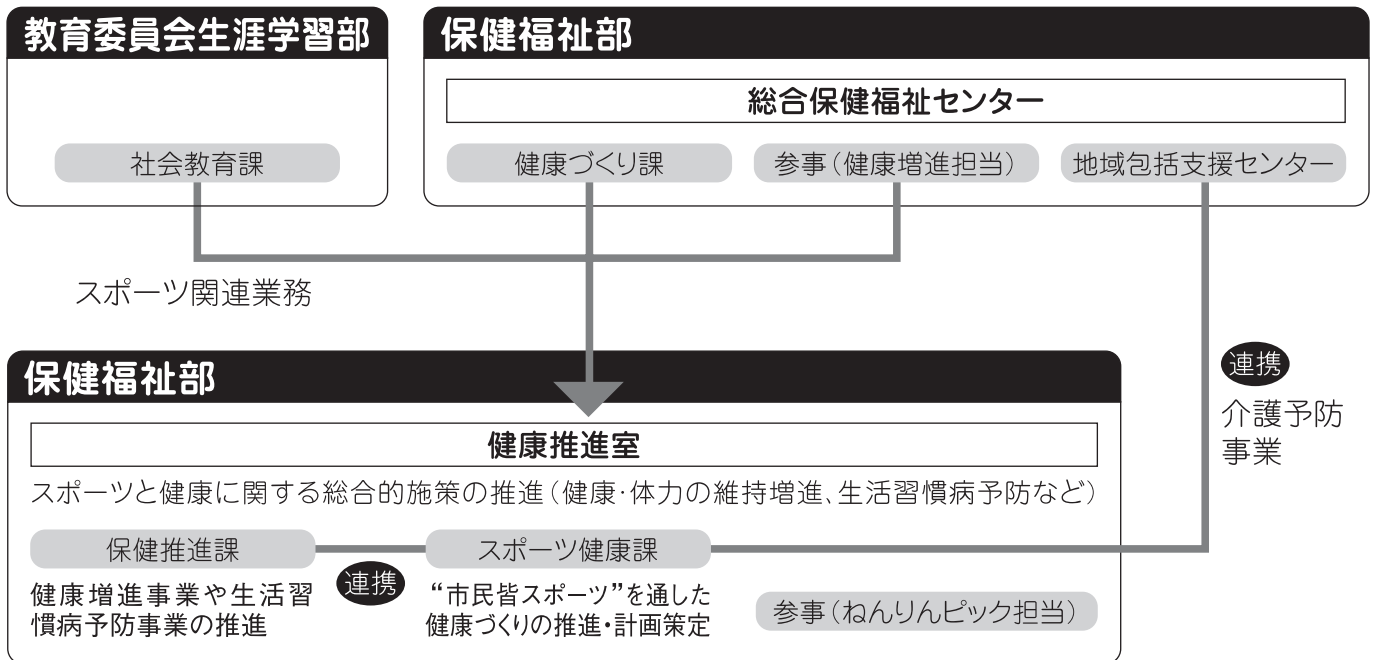 教育委員会生涯学習部
社会教育課
保健福祉部
総合保健福祉センター
健康づくり課
参事(健康増進担当)
地域包括支援センター
スポーツ関連業務
連携
介護予防
事業
保健福祉部
健康推進室
スポーツと健康に関する総合的施策の推進(健康・体力の維持増進、生活習慣病予防など)
保健推進課
健康増進事業や生活習
慣病予防事業の推進
連携
スポーツ健康課
“市民皆スポーツ”を通した
健康づくりの推進・計画策定
参事(ねんりんピック担当)